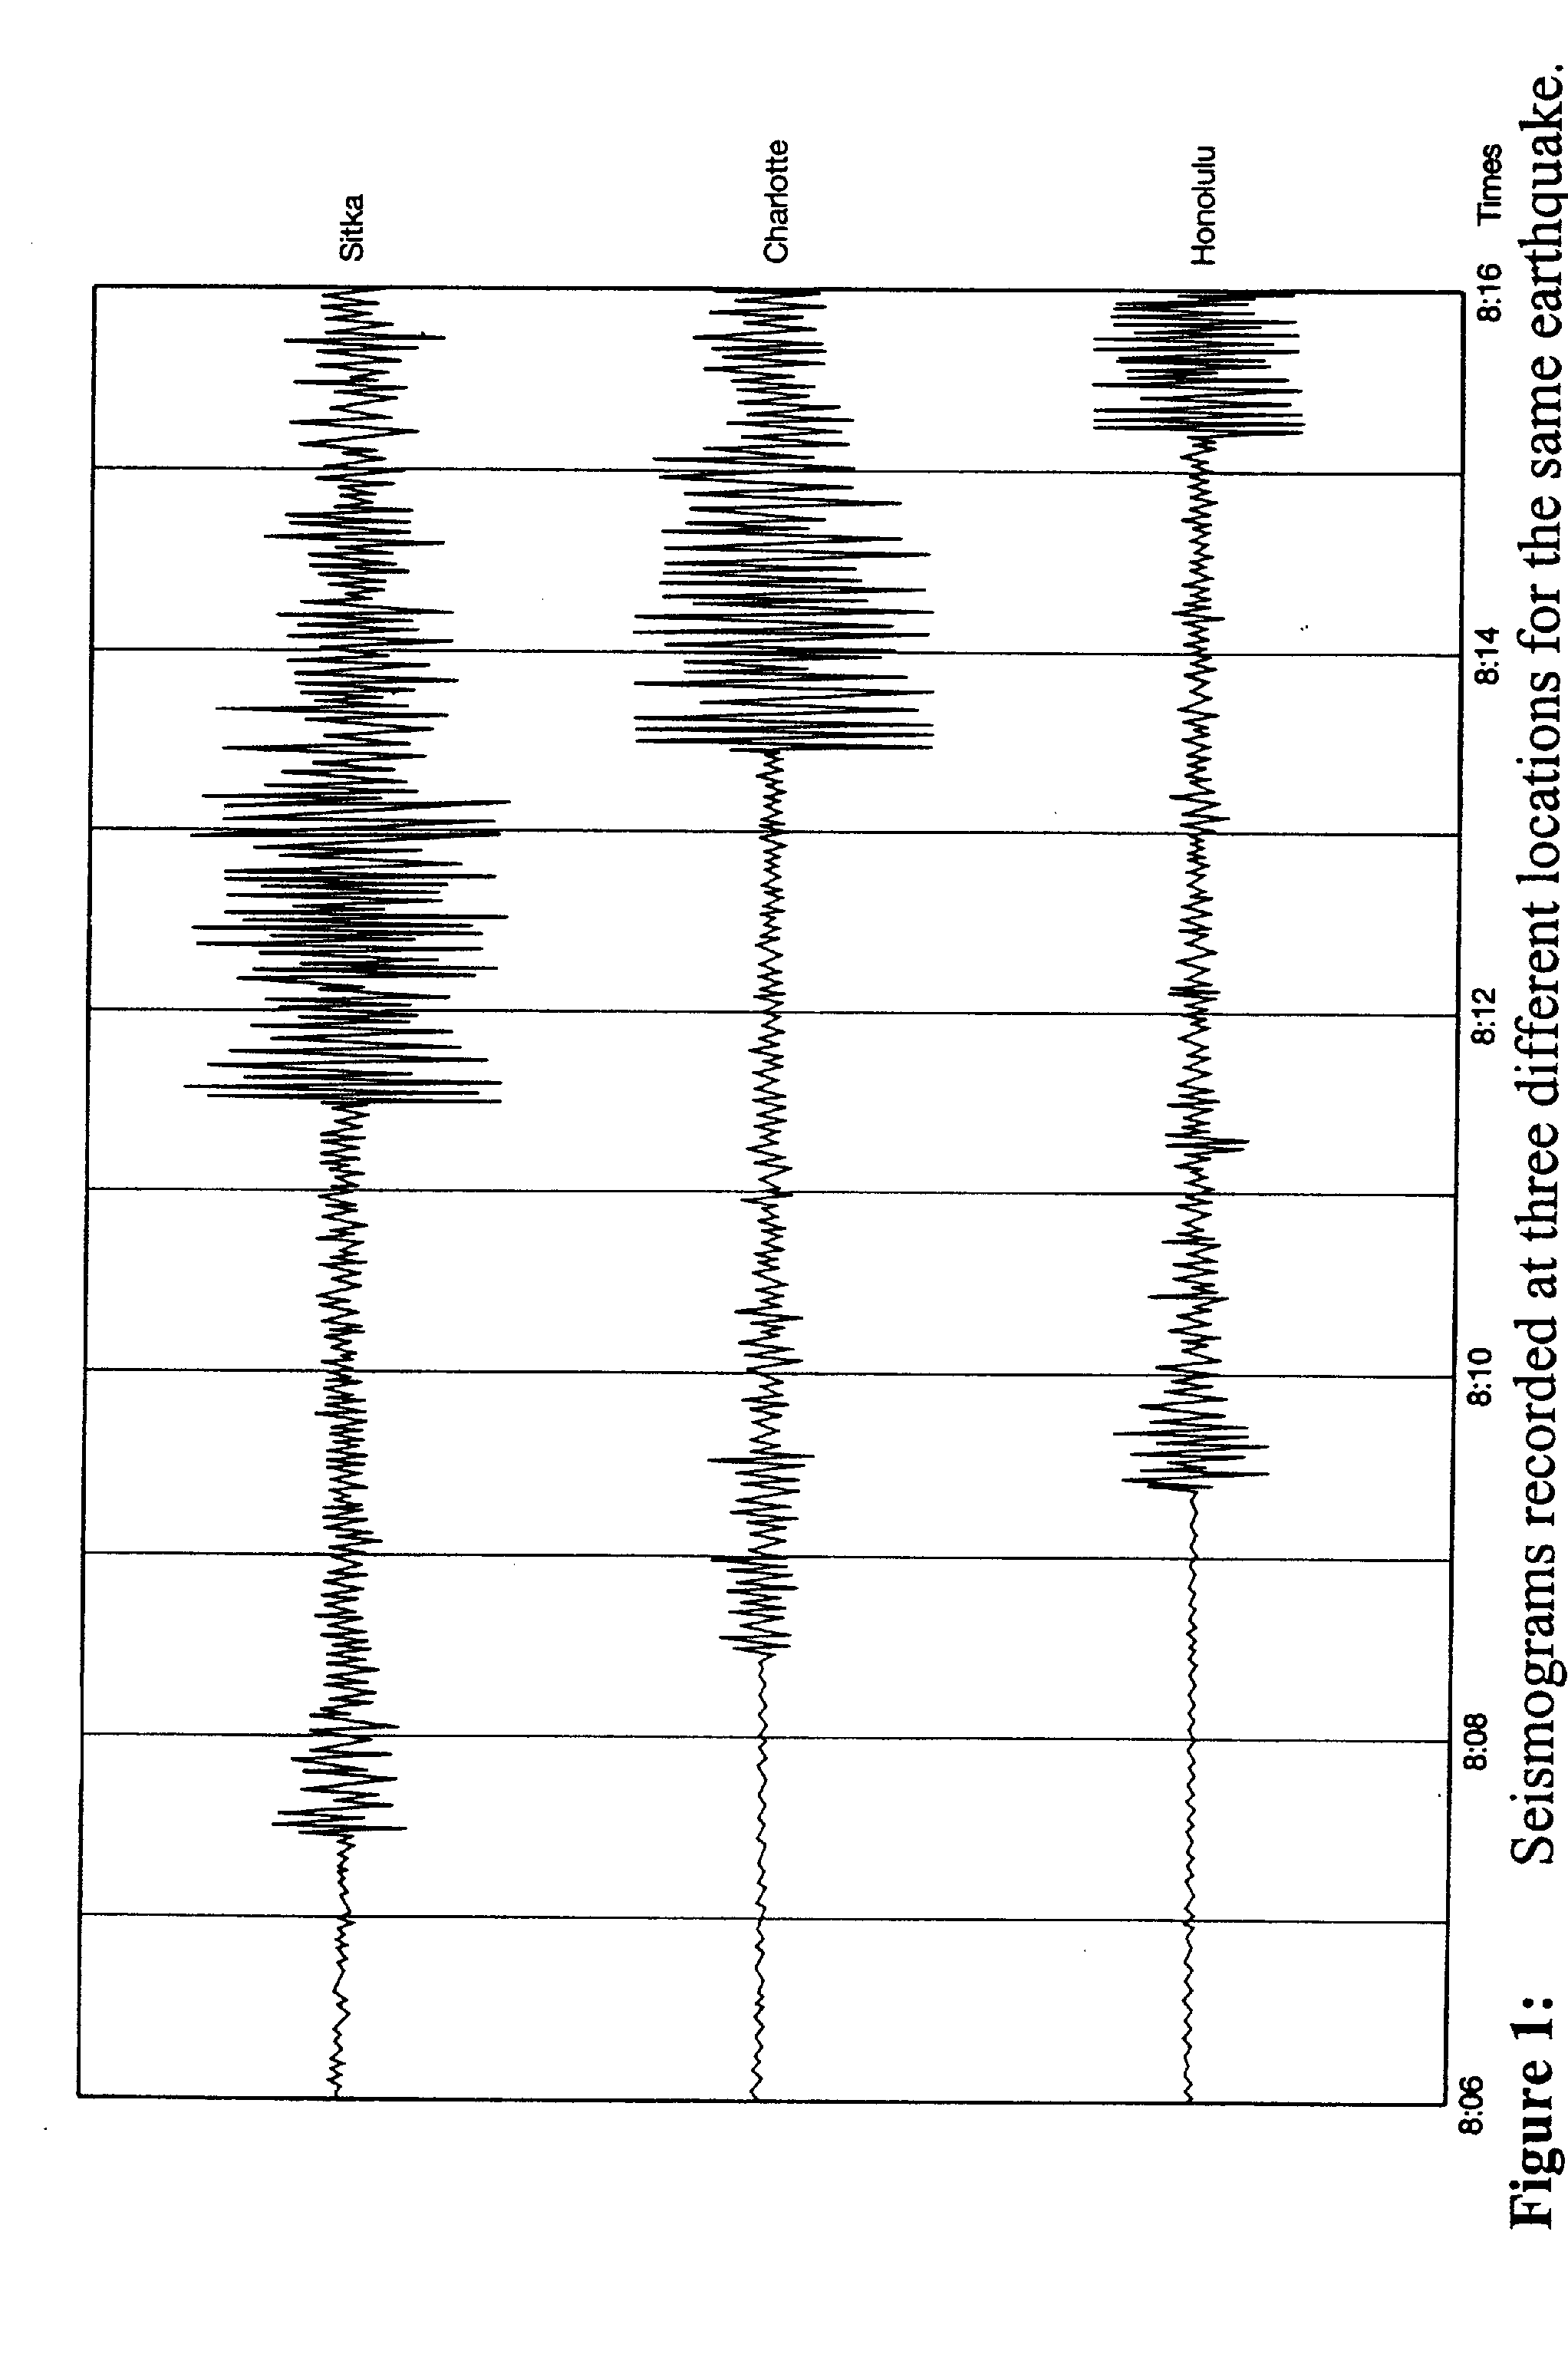 Sitka
Charlotte
Honolulu
8:06 8:08 8:10 8:12 8:14 8:16 Times
Figure 1: Seismograms recorded at three different locations for the same earthquake.